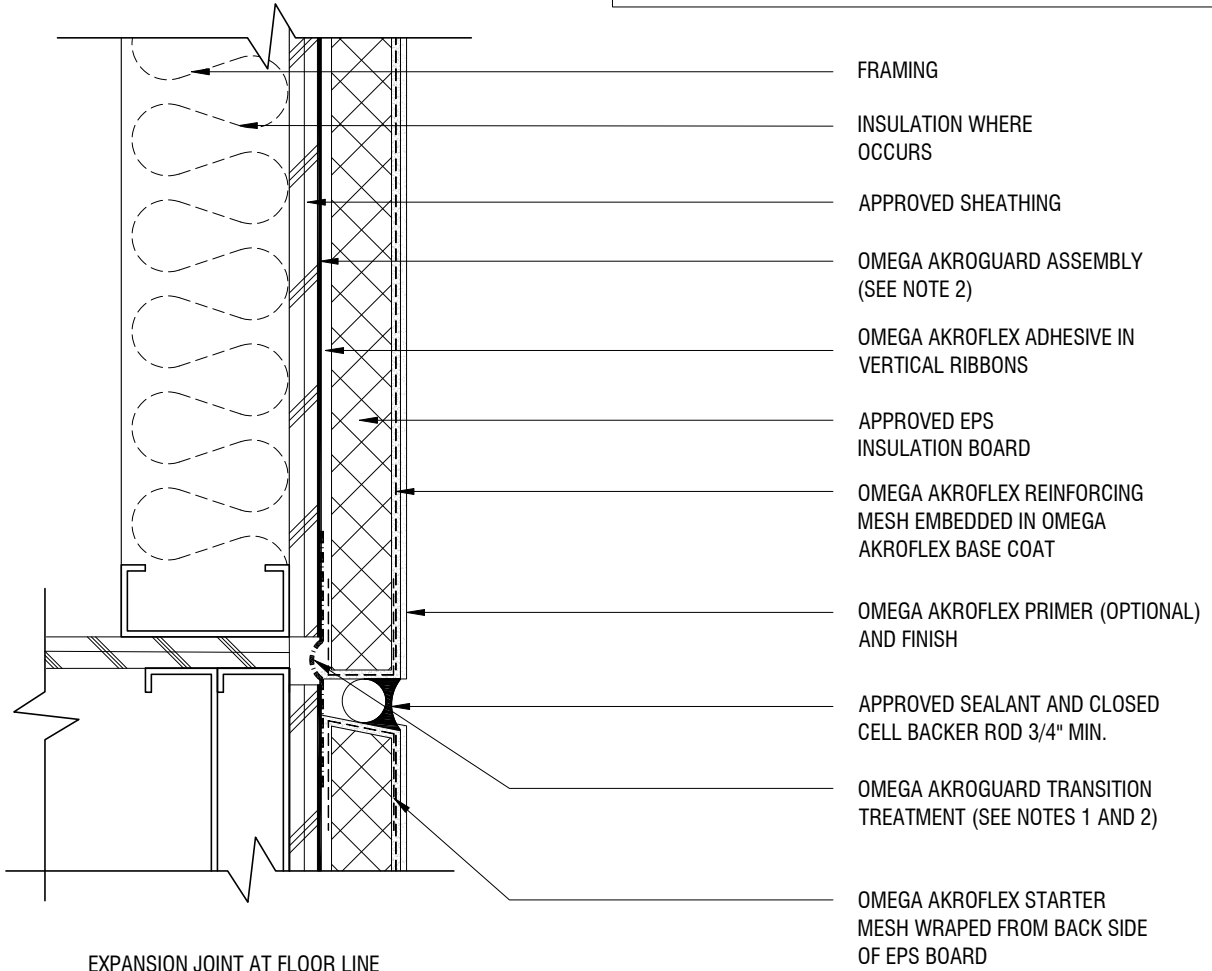 FRAMING
INSULATION WHERE
OCCURS
APPROVED SHEATHING
OMEGA AKROGUARD ASSEMBLY
(SEE NOTE 2)
OMEGA AKROFLEX ADHESIVE IN
VERTICAL RIBBONS
APPROVED EPS
INSULATION BOARD
OMEGA AKROFLEX REINFORCING
MESH EMBEDDED IN OMEGA
AKROFLEX BASE COAT
OMEGA AKROFLEX PRIMER (OPTIONAL)
AND FINISH
APPROVED SEALANT AND CLOSED
CELL BACKER ROD 3/4" MIN.
OMEGA AKROGUARD TRANSITION
TREATMENT (SEE NOTES 1 AND 2)
OMEGA AKROFLEX STARTER
MESH WRAPED FROM BACK SIDE
OF EPS BOARD
EXPANSION JOINT AT FLOOR LINE